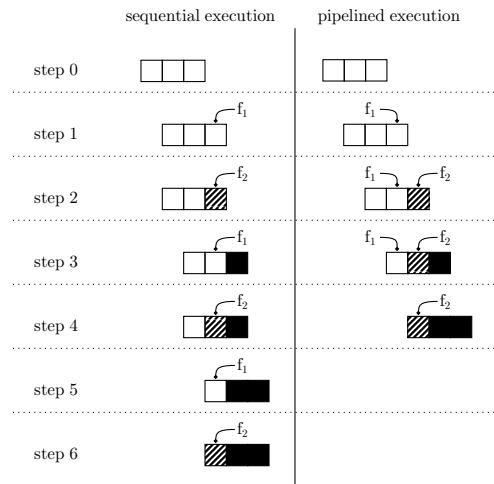 sequential execution pipelined execution
step 0
f₁ f₁
step 1
f₂ f₁ f₂
step 2
f₁ f₁ f₂
step 3
f₂ f₂
step 4
f₁
step 5
f₂
step 6